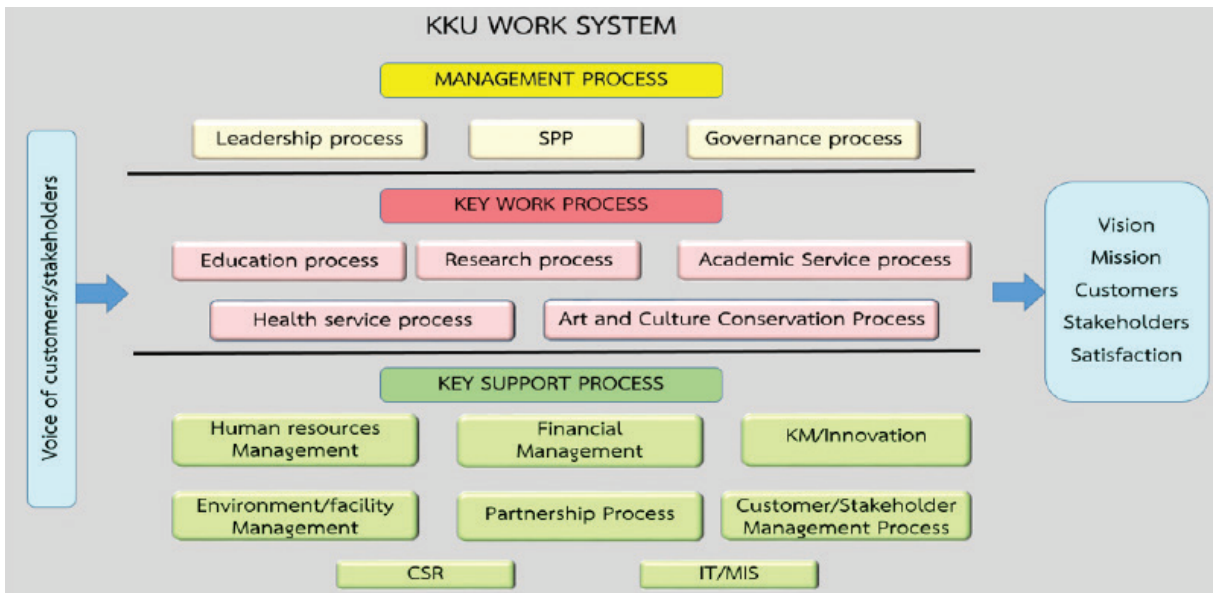 KKU WORK SYSTEM
MANAGEMENT PROCESS
Leadership process
SPP
Governance process
Voice of customers/stakeholders
KEY WORK PROCESS
Education process
Research process
Academic Service process
Health service process
Art and Culture Conservation Process
Vision
Mission
Customers
Stakeholders
Satisfaction
KEY SUPPORT PROCESS
Human resources
Management
Financial
Management
KM/Innovation
Environment/facility
Management
Partnership Process
Customer/Stakeholder
Management Process
CSR
IT/MIS